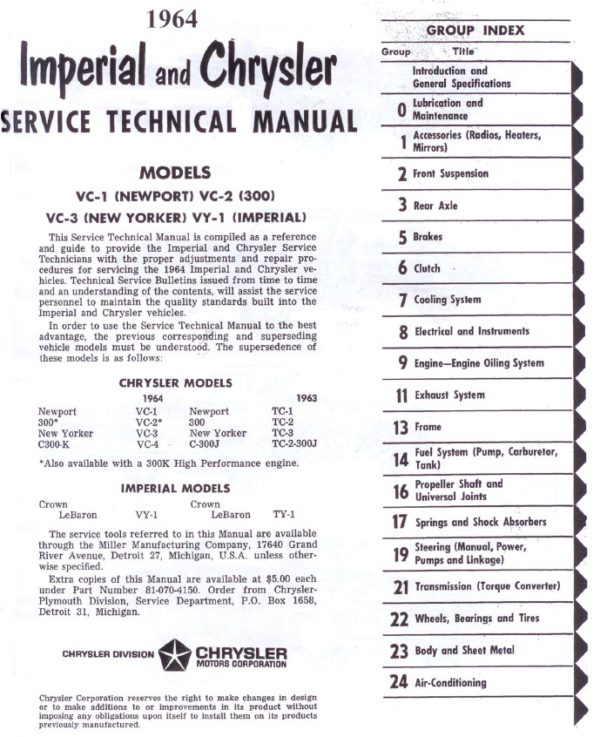 1964
Imperial and Chrysler
SERVICE TECHNICAL MANUAL
MODELS
VC-1 (NEWPORT) VC-2 (300)
VC-3 (NEW YORKER) VY-1 (IMPERIAL)
This Service Technical Manual is compiled as a reference
and guide to provide the Imperial and Chrysler Service
Technicians with the proper adjustments and repair pro-
cedures for servicing the 1964 Imperial and Chrysler ve-
hicles. Technical Service Bulletins issued from time to time
and an understanding of the contents, will assist the service
personnel to maintain the quality standards built into the
Imperial and Chrysler vehicles.
In order to use the Service Technical Manual to the best
advantage, the previous corresponding and superseding
vehicle models must be understood. The supersedence of
these models is as follows:
CHRYSLER MODELS
1964 1963
Newport VC-1 Newport TC-1
300* VC-2* 300 TC-2
New Yorker VC-3 New Yorker TC-3
C300-K VC-4 C-300J TC-2-300J
*Also available with a 300K High Performance engine.
IMPERIAL MODELS
Crown Crown
LeBaron VY-1 LeBaron TY-1
The service tools referred to in this Manual are available
through the Miller Manufacturing Company, 17640 Grand
River Avenue, Detroit 27, Michigan, U.S.A. unless other-
wise specified.
Extra copies of this Manual are available at $5.00 each
under Part Number 81-070-4150. Order from Chrysler-
Plymouth Division, Service Department, P.O. Box 1658,
Detroit 31, Michigan.
CHRYSLER DIVISION CHRYSLER
MOTORS CORPORATION
Chrysler Corporation reserves the right to make changes in design
or to make additions to or improvements in its product without
imposing any obligations upon itself to install them on its products
previously manufactured.
GROUP INDEX
Group Title
Introduction and
General Specifications
0 Lubrication and
Maintenance
1 Accessories (Radios, Heaters,
Mirrors)
2 Front Suspension
3 Rear Axle
5 Brakes
6 Clutch
7 Cooling System
8 Electrical and Instruments
9 Engine—Engine Oiling System
11 Exhaust System
13 Frame
14 Fuel System (Pump, Carburetor,
Tank)
16 Propeller Shaft and
Universal Joints
17 Springs and Shock Absorbers
19 Steering (Manual, Power,
Pumps and Linkage)
21 Transmission (Torque Converter)
22 Wheels, Bearings and Tires
23 Body and Sheet Metal
24 Air-Conditioning